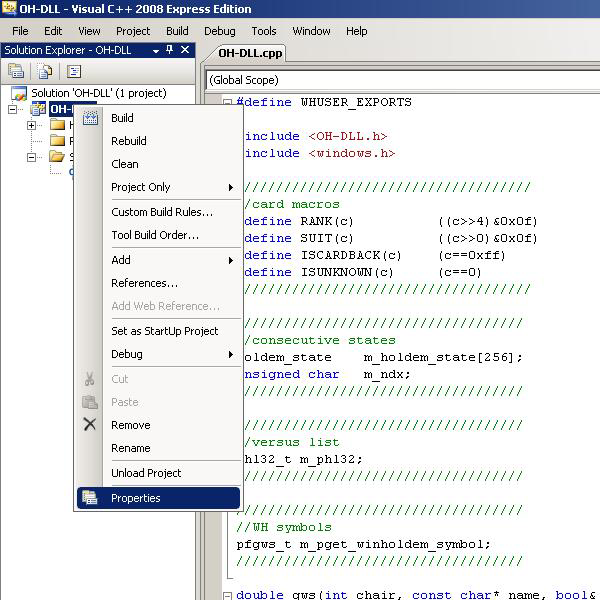 OH-DLL - Visual C++ 2008 Express Edition
File Edit View Project Build Debug Tools Window Help
Solution Explorer - OH-DLL
OH-DLL.cpp
(Global Scope)
Solution 'OH-DLL' (1 project)
Build
Rebuild
Clean
Project Only
Custom Build Rules...
Tool Build Order...
Add
References...
Add Web Reference...
Set as StartUp Project
Debug
Cut
Paste
Remove
Rename
Unload Project
Properties
#define WHUSER_EXPORTS
include <OH-DLL.h>
include <windows.h>
/card macros
define RANK(c) ((c>>4)&0x0f)
define SUIT(c) ((c>>0)&0x0f)
define ISCARDBACK(c) (c==0xff)
define ISUNKNOWN(c) (c==0)
/consecutive states
oldem_state m_holdem_state[256];
nsigned char m_ndx;
/versus list
hl32_t m_phl32;
//WH symbols
pfgws_t m_pget_winholdem_symbol;
double gws(int chair, const char* name, bool&